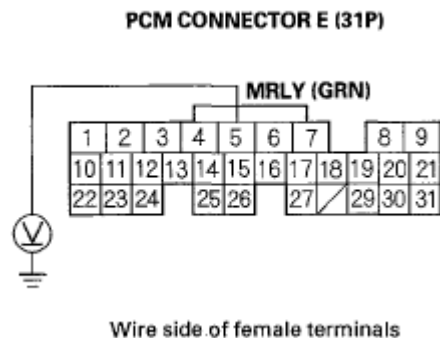 PCM CONNECTOR E (31P)
MRLY (GRN)
1 2 3 4 5 6 7 8 9
10 11 12 13 14 15 16 17 18 19 20 21
22 23 24 25 26 27 29 30 31
V
Wire side of female terminals